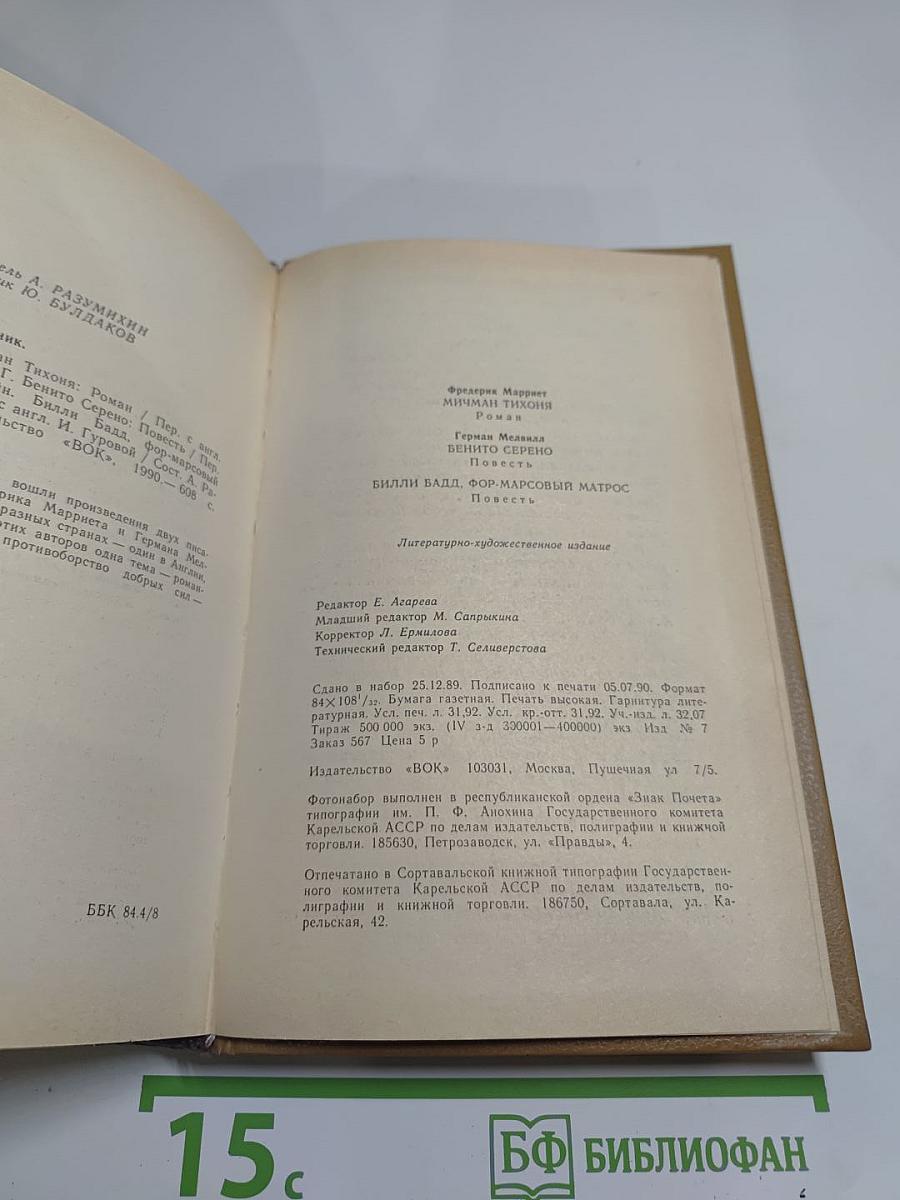 ель А. РАЗУМИХИН
ик Ю. БУЛДАКОВ
ник.
ан Тихоня: Роман / Пер. с англ.
Г. Бенито Серено: Повесть / Пер.
н. Билли Бадд, фор-марсовый
с англ. И. Гуровой / Сост. А. Ра-
льство «ВОК», 1990.— 608 с.
вошли произведения двух писа-
рика Марриета и Германа Мел-
разных странах — один в Англии,
этих авторов одна тема — роман-
противоборство добрых сил —
ББК 84.4/8
Фредерик Марриет
МИЧМАН ТИХОНЯ
Роман
Герман Мелвилл
БЕНИТО СЕРЕНО
Повесть
БИЛЛИ БАДД, ФОР-МАРСОВЫЙ МАТРОС
Повесть
Литературно-художественное издание
Редактор Е. Агарева
Младший редактор М. Сапрыкина
Корректор Л. Ермилова
Технический редактор Т. Селиверстова
Сдано в набор 25.12.89. Подписано к печати 05.07.90. Формат
84×108¹/₃₂. Бумага газетная. Печать высокая. Гарнитура лите-
ратурная. Усл. печ. л. 31,92. Усл. кр.-отт. 31,92. Уч.-изд. л. 32,07
Тираж 500 000 экз. (IV з-д 300001—400000) экз Изд № 7
Заказ 567 Цена 5 р
Издательство «ВОК» 103031, Москва, Пушечная ул 7/5.
Фотонабор выполнен в республиканской ордена «Знак Почета»
типографии им. П. Ф. Анохина Государственного комитета
Карельской АССР по делам издательств, полиграфии и книжной
торговли. 185630, Петрозаводск, ул. «Правды», 4.
Отпечатано в Сортавальской книжной типографии Государствен-
ного комитета Карельской АССР по делам издательств, по-
лиграфии и книжной торговли. 186750, Сортавала, ул. Ка-
рельская, 42.
15 с
БФ БИБЛИОФАН